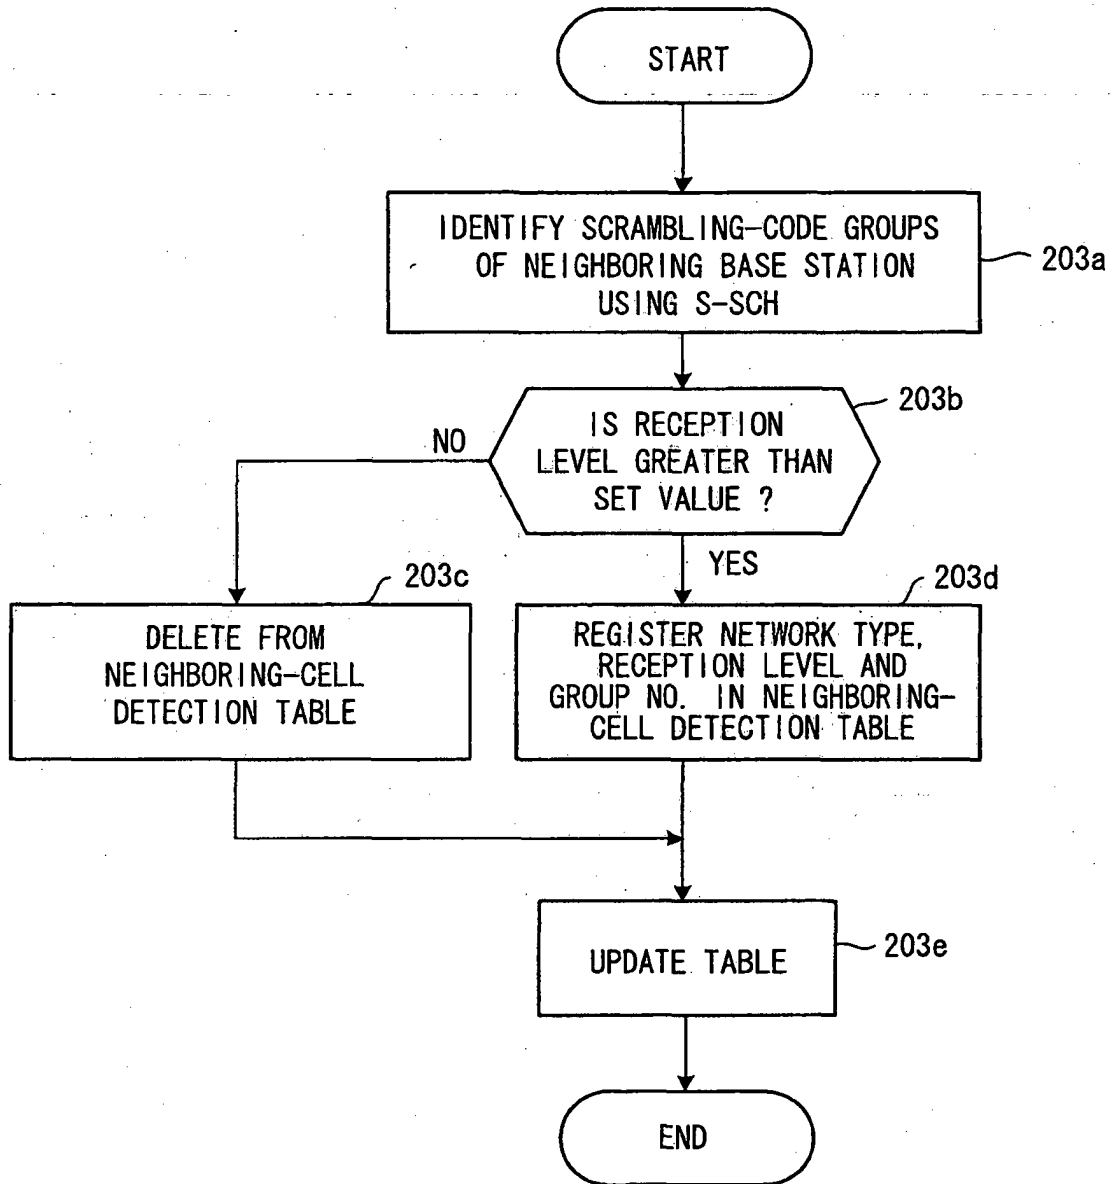 START
IDENTIFY SCRAMBLING-CODE GROUPS
OF NEIGHBORING BASE STATION
USING S-SCH
203a
IS RECEPTION
LEVEL GREATER THAN
SET VALUE ?
203b
NO
YES
203c
DELETE FROM
NEIGHBORING-CELL
DETECTION TABLE
203d
REGISTER NETWORK TYPE,
RECEPTION LEVEL AND
GROUP NO. IN NEIGHBORING-
CELL DETECTION TABLE
UPDATE TABLE
203e
END